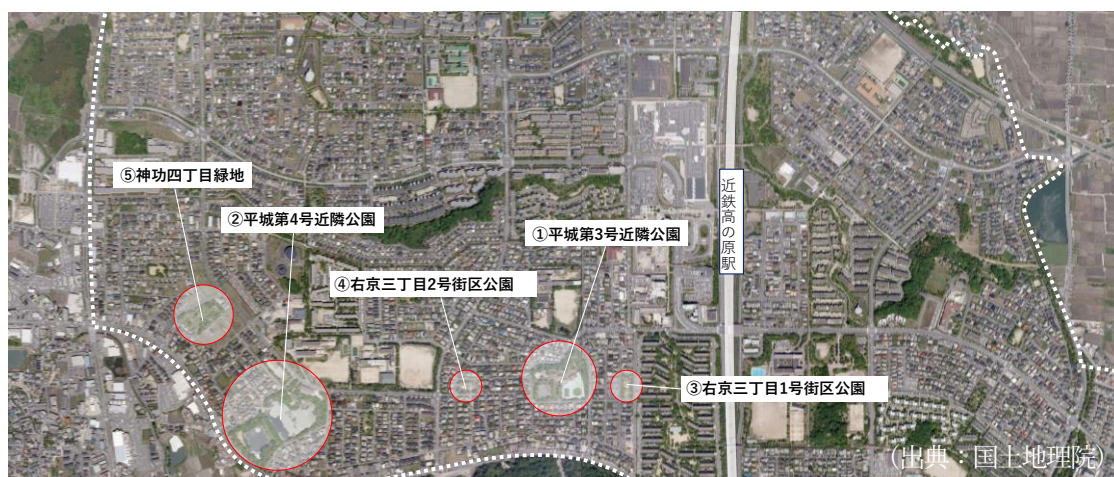 ⑤神功四丁目緑地
②平城第4号近隣公園
①平城第3号近隣公園
④右京三丁目2号街区公園
③右京三丁目1号街区公園
近鉄高の原駅
(出典：国土地理院)